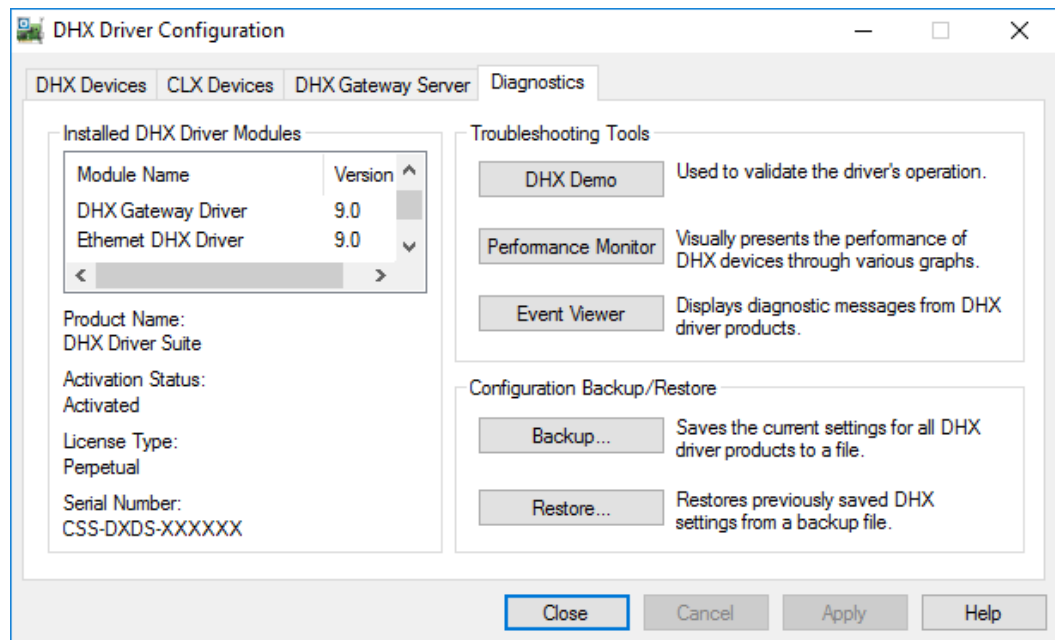 DHX Driver Configuration
DHX Devices CLX Devices DHX Gateway Server Diagnostics
Installed DHX Driver Modules
Module Name Version
DHX Gateway Driver 9.0
Ethernet DHX Driver 9.0
Product Name:
DHX Driver Suite
Activation Status:
Activated
License Type:
Perpetual
Serial Number:
CSS-DXDS-XXXXXX
Troubleshooting Tools
DHX Demo
Used to validate the driver's operation.
Performance Monitor
Visually presents the performance of
DHX devices through various graphs.
Event Viewer
Displays diagnostic messages from DHX
driver products.
Configuration Backup/Restore
Backup...
Saves the current settings for all DHX
driver products to a file.
Restore...
Restores previously saved DHX
settings from a backup file.
Close Cancel Apply Help